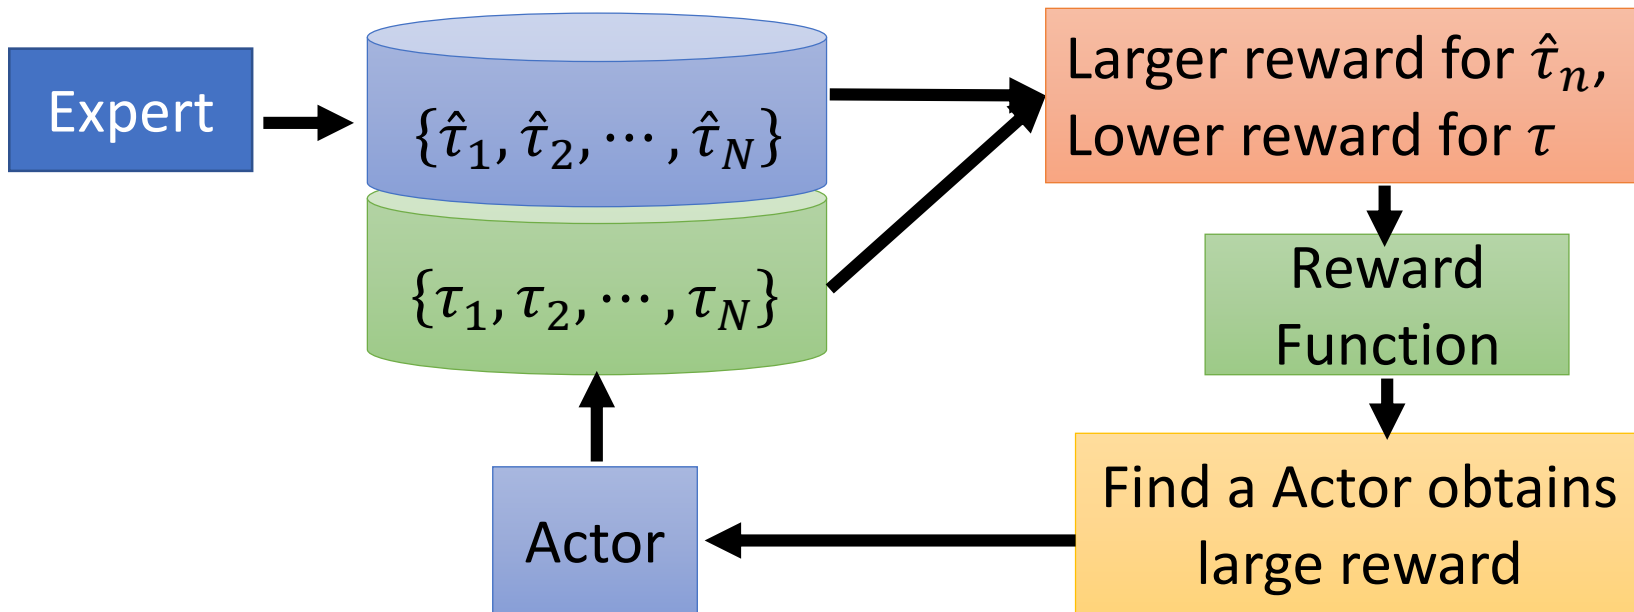 Expert
{τ̂₁, τ̂₂, ⋯, τ̂_N}
{τ₁, τ₂, ⋯, τ_N}
Larger reward for τ̂ₙ,
Lower reward for τ
Reward
Function
Find a Actor obtains
large reward
Actor